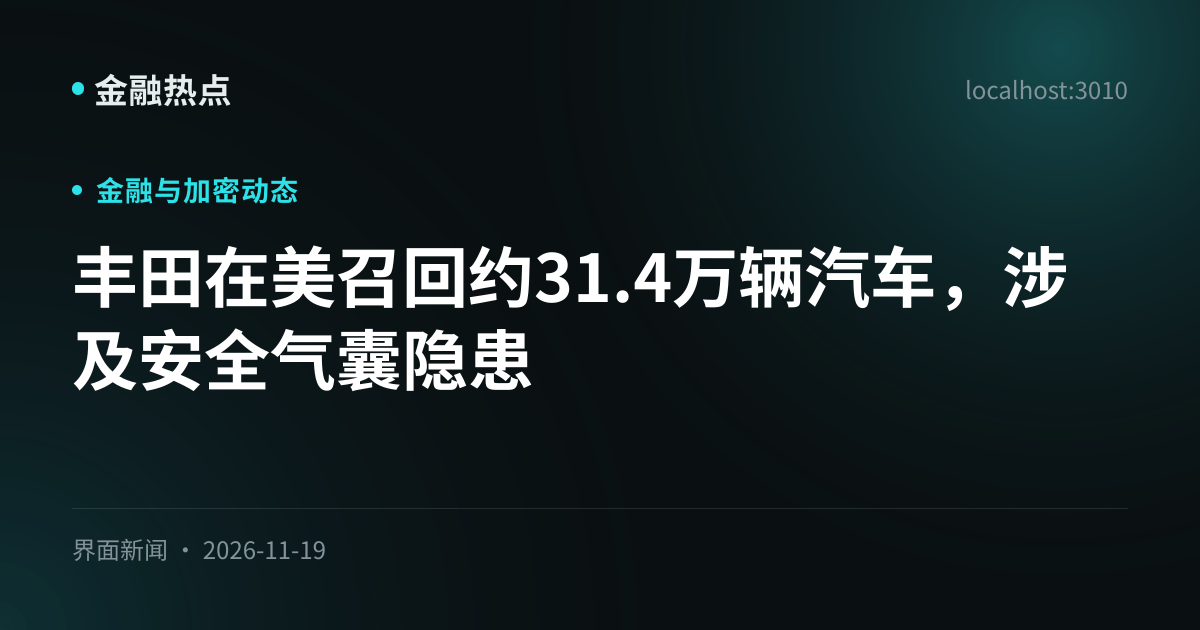 金融热点
localhost:3010
金融与加密动态
丰田在美召回约31.4万辆汽车，涉
及安全气囊隐患
界面新闻 • 2026-11-19